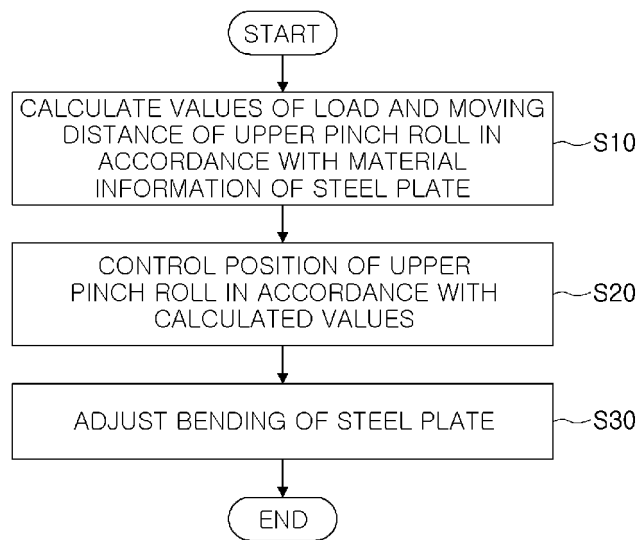 START
CALCULATE VALUES OF LOAD AND MOVING
DISTANCE OF UPPER PINCH ROLL IN
ACCORDANCE WITH MATERIAL
INFORMATION OF STEEL PLATE
S10
CONTROL POSITION OF UPPER
PINCH ROLL IN ACCORDANCE WITH
CALCULATED VALUES
S20
ADJUST BENDING OF STEEL PLATE
S30
END